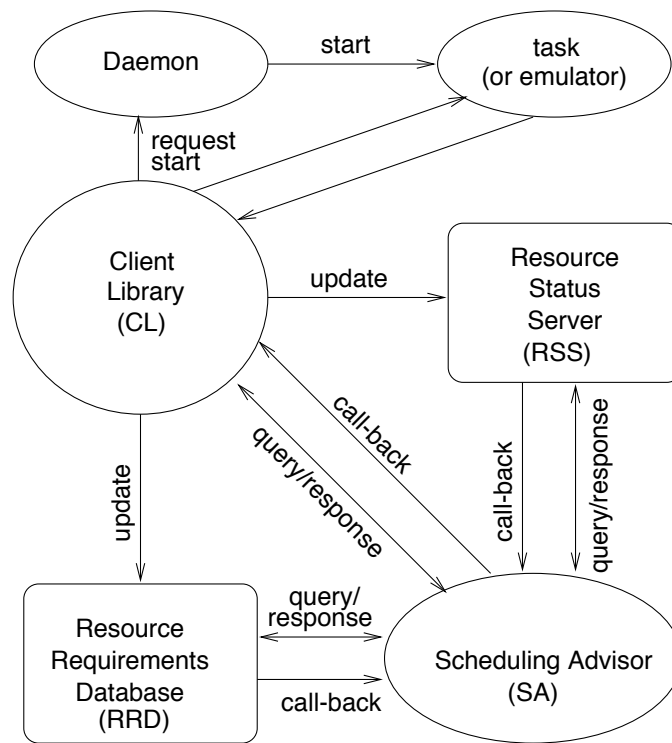 Daemon
start
task
(or emulator)
request
start
Client
Library
(CL)
update
Resource
Status
Server
(RSS)
call-back
query/response
call-back
query/response
update
Resource
Requirements
Database
(RRD)
query/
response
call-back
Scheduling Advisor
(SA)